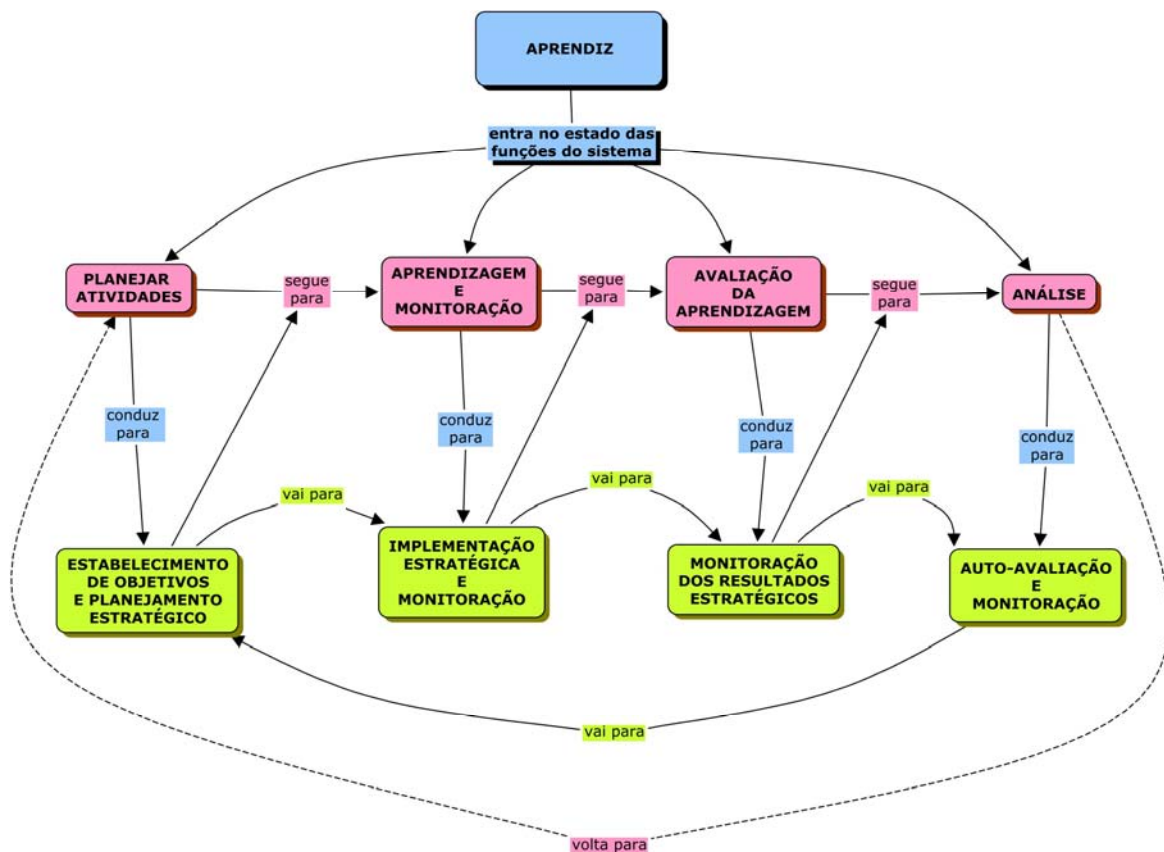 APRENDIZ
entra no estado das
funções do sistema
PLANEJAR
ATIVIDADES
segue
para
APRENDIZAGEM
E
MONITORAÇÃO
segue
para
AVALIAÇÃO
DA
APRENDIZAGEM
segue
para
ANÁLISE
conduz
para
conduz
para
conduz
para
conduz
para
vai para
vai para
vai para
ESTABELECIMENTO
DE OBJETIVOS
E PLANEJAMENTO
ESTRATÉGICO
IMPLEMENTAÇÃO
ESTRATÉGICA
E
MONITORAÇÃO
MONITORAÇÃO
DOS RESULTADOS
ESTRATÉGICOS
AUTO-AVALIAÇÃO
E
MONITORAÇÃO
vai para
volta para